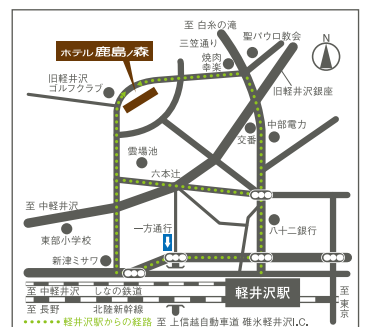 至 白糸の滝
三笠通り
聖パウロ教会
N
ホテル鹿島ノ森
焼肉
幸楽
旧軽井沢
ゴルフクラブ
旧軽井沢銀座
中部電力
交番
雲場池
六本辻
至 中軽井沢
一方通行
八十二銀行
東部小学校
新津ミサワ
軽井沢駅
至 中軽井沢
しなの鉄道
至 東京
至 長野
北陸新幹線
軽井沢駅からの経路
至 上信越自動車道 碓氷軽井沢I.C.